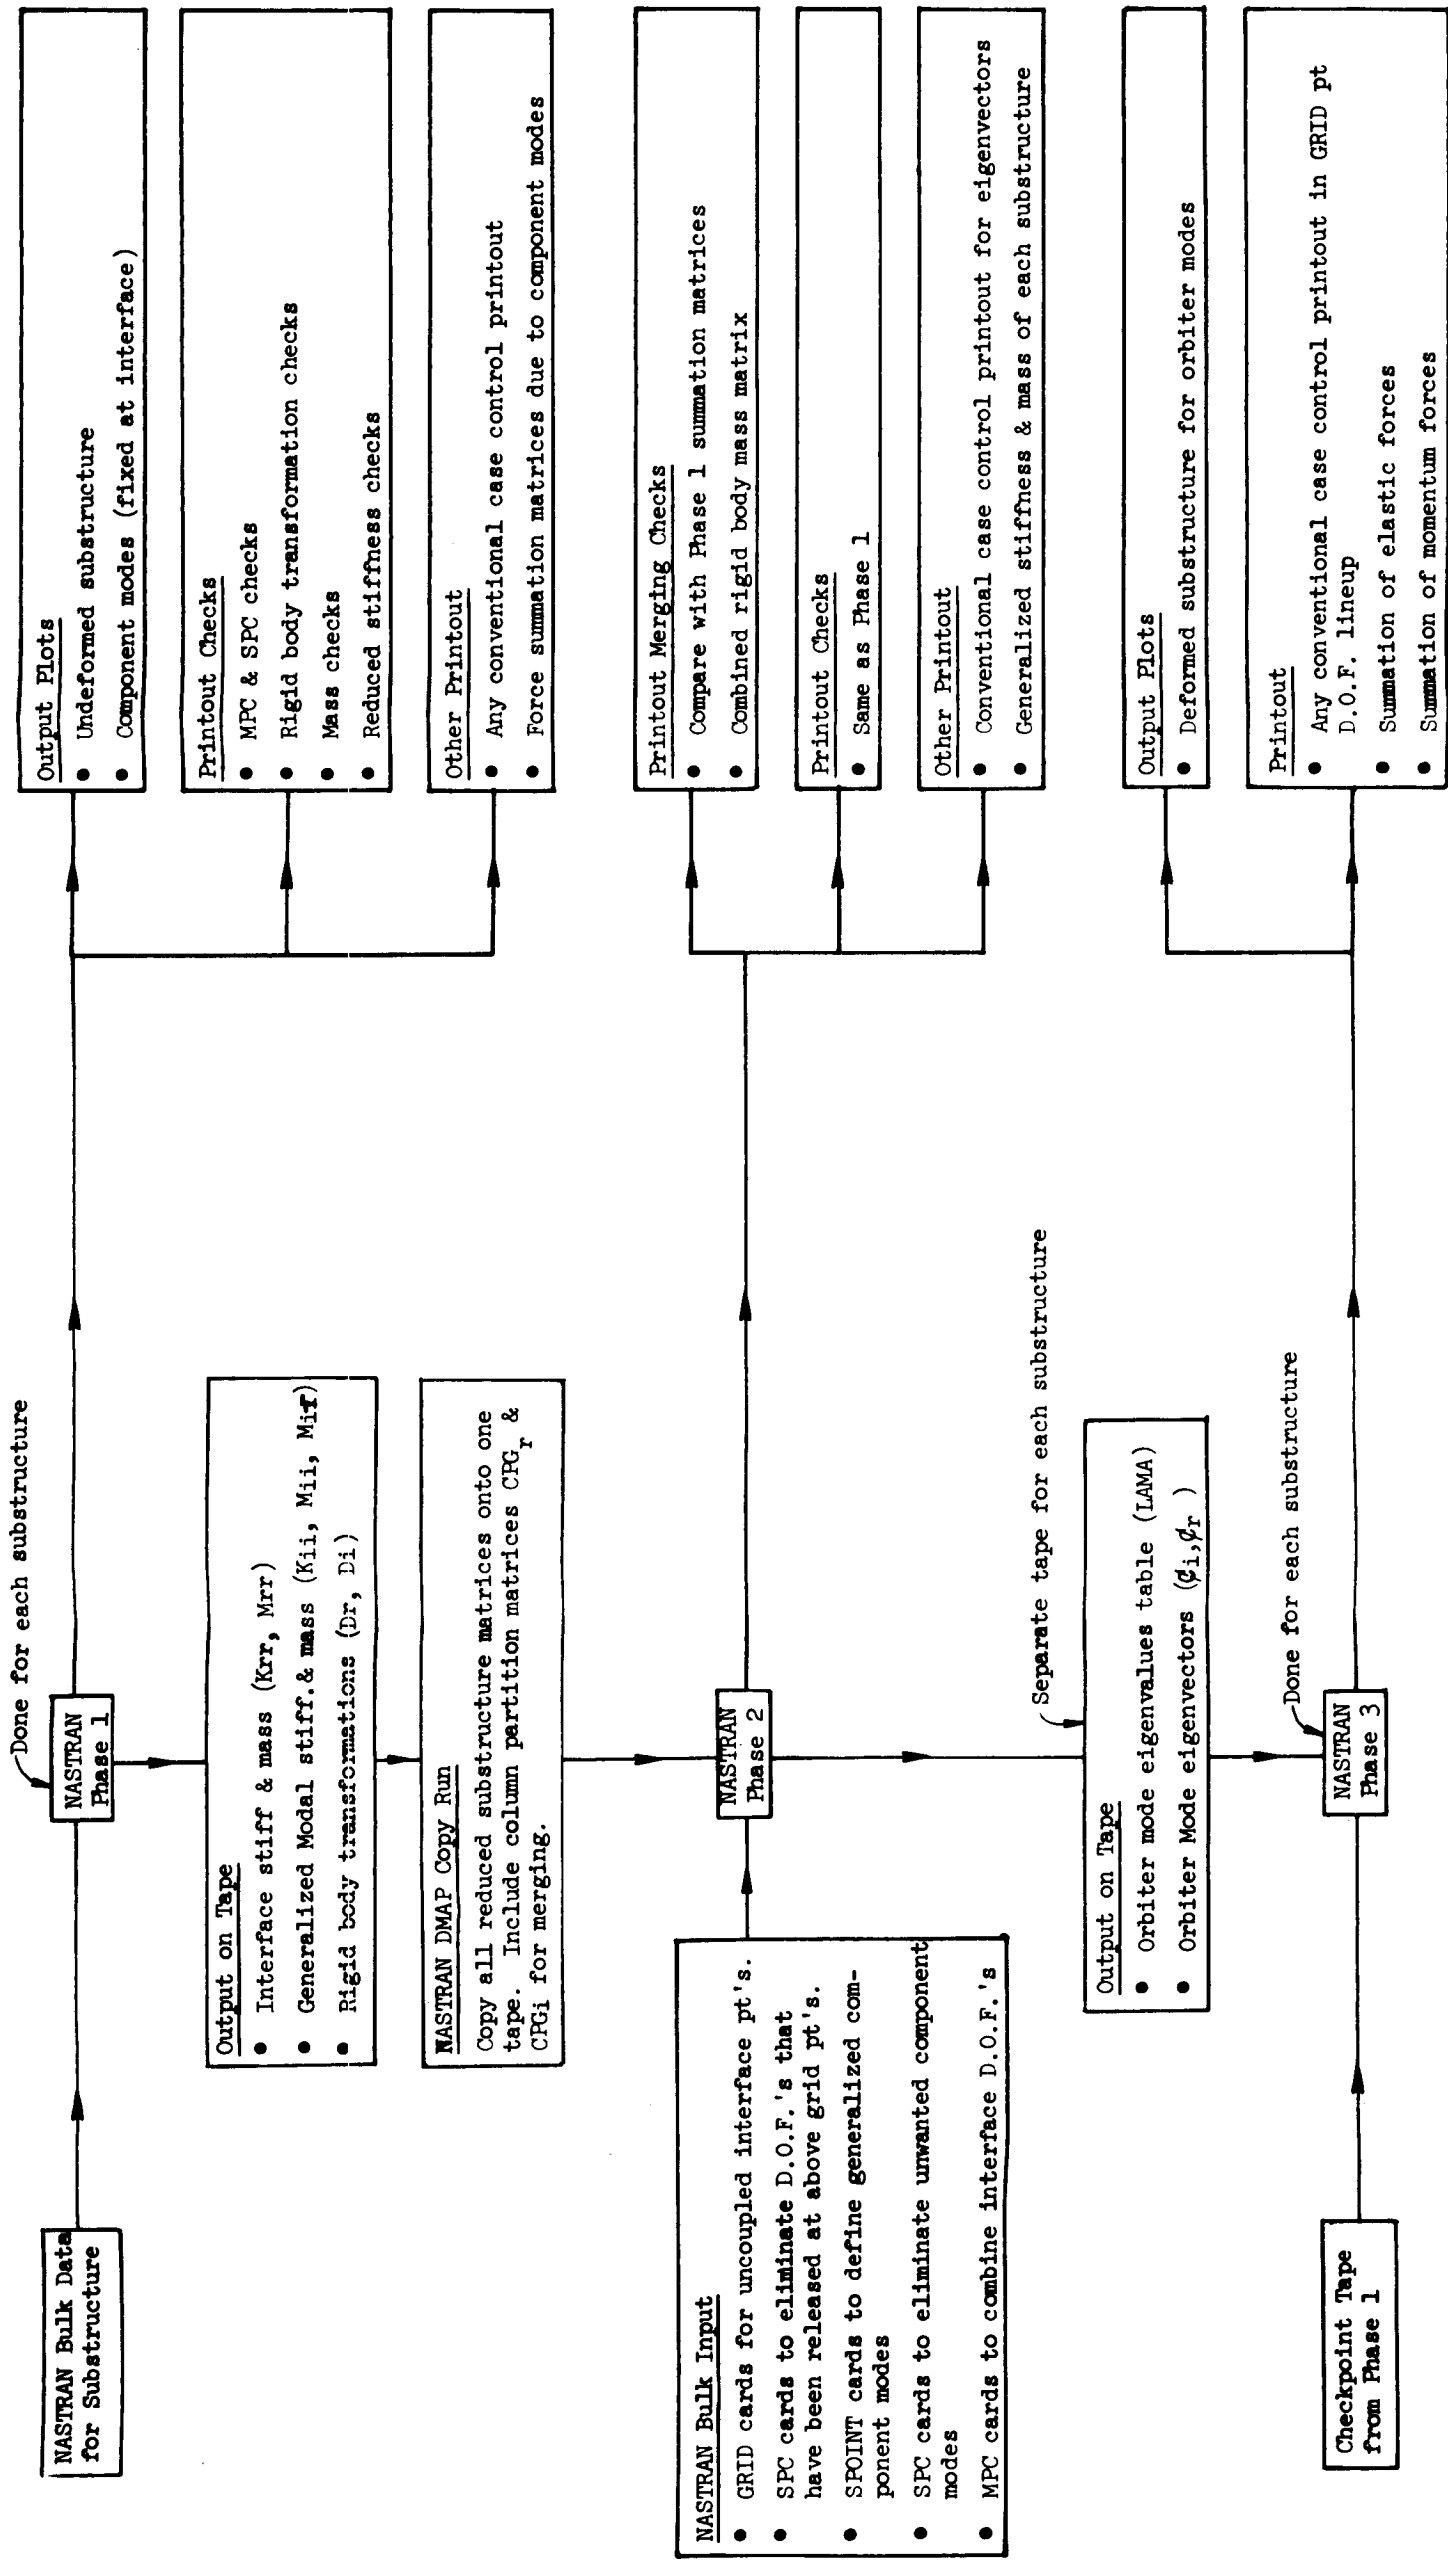 Done for each substructure
NASTRAN Bulk Data
for Substructure
NASTRAN
Phase 1
Output Plots
● Undeformed substructure
● Component modes (fixed at interface)
Printout Checks
● MPC & SPC checks
● Rigid body transformation checks
● Mass checks
● Reduced stiffness checks
Other Printout
● Any conventional case control printout
● Force summation matrices due to component modes
Output on Tape
● Interface stiff & mass (Krr, Mrr)
● Generalized Modal stiff.& mass (Kii, Mii, Mir)
● Rigid body transformations (Dr, Di)
NASTRAN DMAP Copy Run
Copy all reduced substructure matrices onto one
tape. Include column partition matrices CPGr &
CPGi for merging.
NASTRAN Bulk Input
● GRID cards for uncoupled interface pt's.
● SPC cards to eliminate D.O.F.'s that
have been released at above grid pt's.
● SPOINT cards to define generalized com-
ponent modes
● SPC cards to eliminate unwanted component
modes
● MPC cards to combine interface D.O.F.'s
NASTRAN
Phase 2
Printout Merging Checks
● Compare with Phase 1 summation matrices
● Combined rigid body mass matrix
Printout Checks
● Same as Phase 1
Other Printout
● Conventional case control printout for eigenvectors
● Generalized stiffness & mass of each substructure
Separate tape for each substructure
Output on Tape
● Orbiter mode eigenvalues table (LAMA)
● Orbiter Mode eigenvectors (Øi,Ør )
Done for each substructure
Checkpoint Tape
from Phase 1
NASTRAN
Phase 3
Output Plots
● Deformed substructure for orbiter modes
Printout
● Any conventional case control printout in GRID pt
D.O.F. lineup
● Summation of elastic forces
● Summation of momentum forces